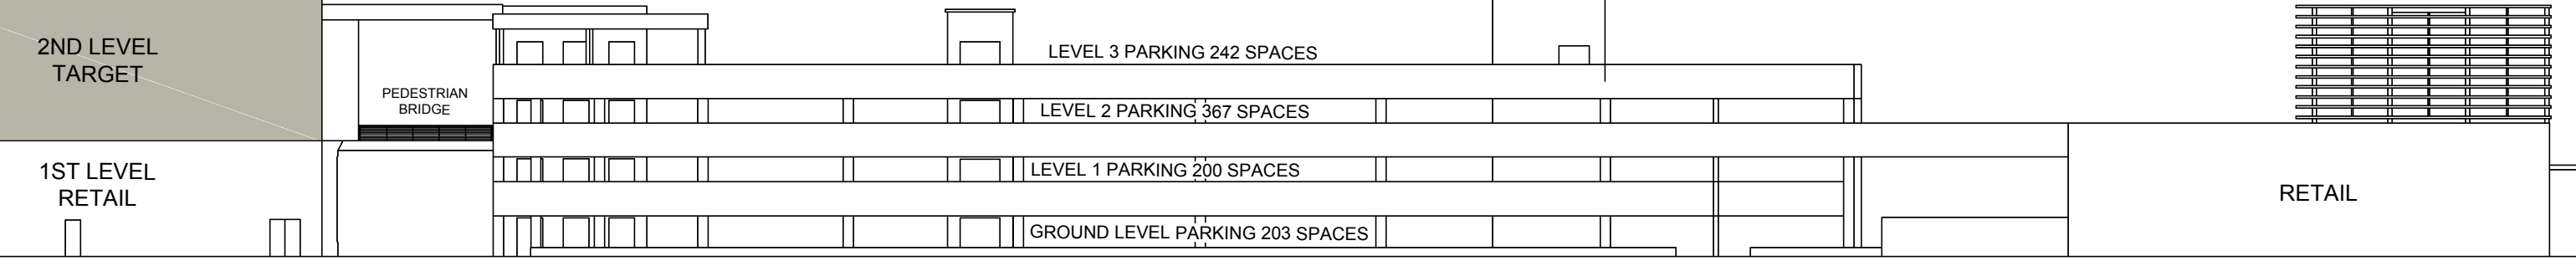 2ND LEVEL
TARGET
PEDESTRIAN
BRIDGE
1ST LEVEL
RETAIL
LEVEL 3 PARKING 242 SPACES
LEVEL 2 PARKING 367 SPACES
LEVEL 1 PARKING 200 SPACES
GROUND LEVEL PARKING 203 SPACES
RETAIL